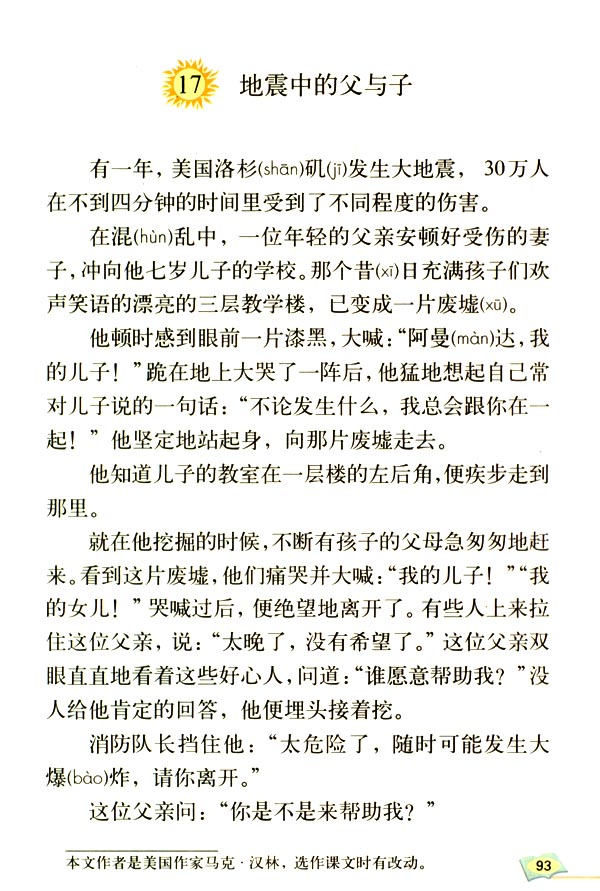 17 地震中的父与子
有一年，美国洛杉(shān)矶(jī)发生大地震， 30万人
在不到四分钟的时间里受到了不同程度的伤害。
在混(hùn)乱中，一位年轻的父亲安顿好受伤的妻
子，冲向他七岁儿子的学校。那个昔(xī)日充满孩子们欢
声笑语的漂亮的三层教学楼，已变成一片废墟(xū)。
他顿时感到眼前一片漆黑，大喊：“阿曼(màn)达，我
的儿子！”跪在地上大哭了一阵后，他猛地想起自己常
对儿子说的一句话：“不论发生什么，我总会跟你在一
起！”他坚定地站起身，向那片废墟走去。
他知道儿子的教室在一层楼的左后角，便疾步走到
那里。
就在他挖掘的时候，不断有孩子的父母急匆匆地赶
来。看到这片废墟，他们痛哭并大喊：“我的儿子！”“我
的女儿！”哭喊过后，便绝望地离开了。有些人上来拉
住这位父亲，说：“太晚了，没有希望了。”这位父亲双
眼直直地看着这些好心人，问道：“谁愿意帮助我？”没
人给他肯定的回答，他便埋头接着挖。
消防队长挡住他：“太危险了，随时可能发生大
爆(bào)炸，请你离开。”
这位父亲问：“你是不是来帮助我？”
本文作者是美国作家马克·汉林，选作课文时有改动。
93